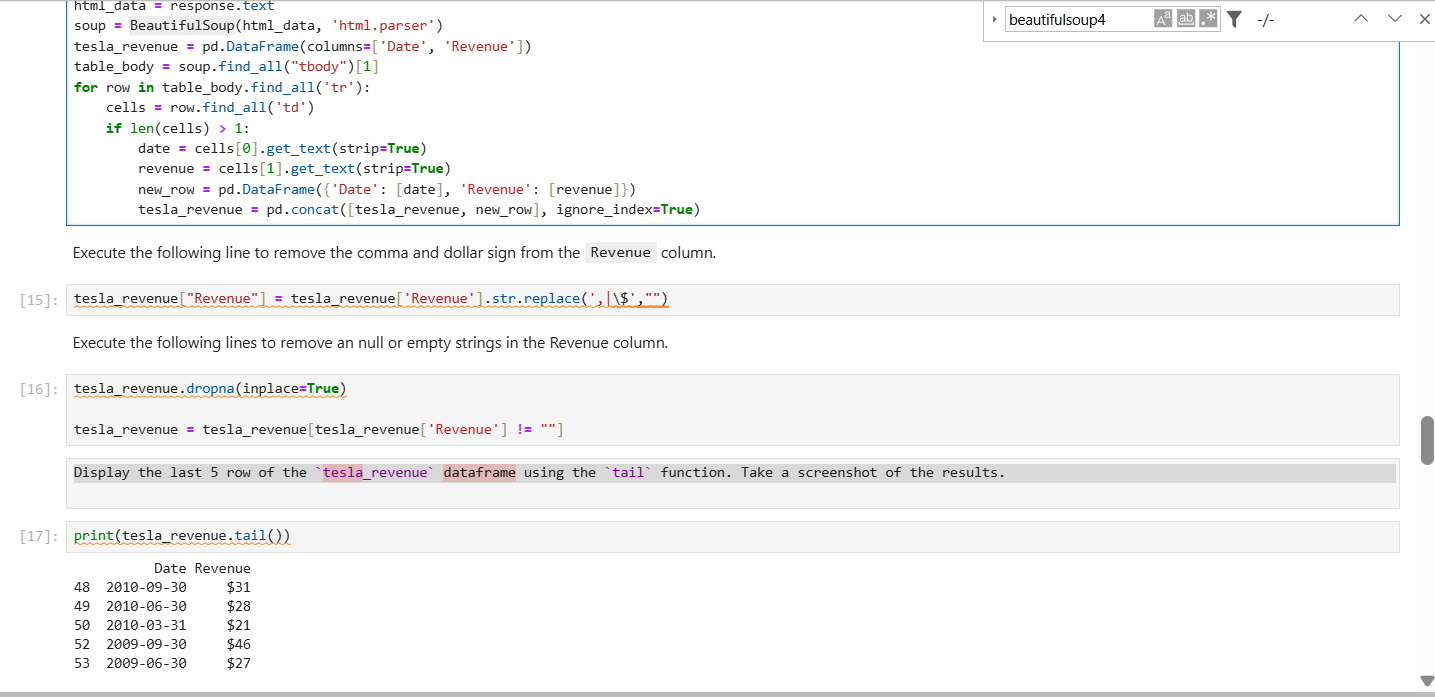 html_data = response.text
beautifulsoup4
Aa
ab
.*
-/-
soup = BeautifulSoup(html_data, 'html.parser')
tesla_revenue = pd.DataFrame(columns=['Date', 'Revenue'])
table_body = soup.find_all("tbody")[1]
for row in table_body.find_all('tr'):
    cells = row.find_all('td')
    if len(cells) > 1:
        date = cells[0].get_text(strip=True)
        revenue = cells[1].get_text(strip=True)
        new_row = pd.DataFrame({'Date': [date], 'Revenue': [revenue]})
        tesla_revenue = pd.concat([tesla_revenue, new_row], ignore_index=True)
Execute the following line to remove the comma and dollar sign from the Revenue column.
[15]: tesla_revenue["Revenue"] = tesla_revenue['Revenue'].str.replace(',|\$',"")
Execute the following lines to remove an null or empty strings in the Revenue column.
[16]: tesla_revenue.dropna(inplace=True)
tesla_revenue = tesla_revenue[tesla_revenue['Revenue'] != ""]
Display the last 5 row of the `tesla_revenue` dataframe using the `tail` function. Take a screenshot of the results.
[17]: print(tesla_revenue.tail())
Date Revenue
48 2010-09-30 $31
49 2010-06-30 $28
50 2010-03-31 $21
52 2009-09-30 $46
53 2009-06-30 $27